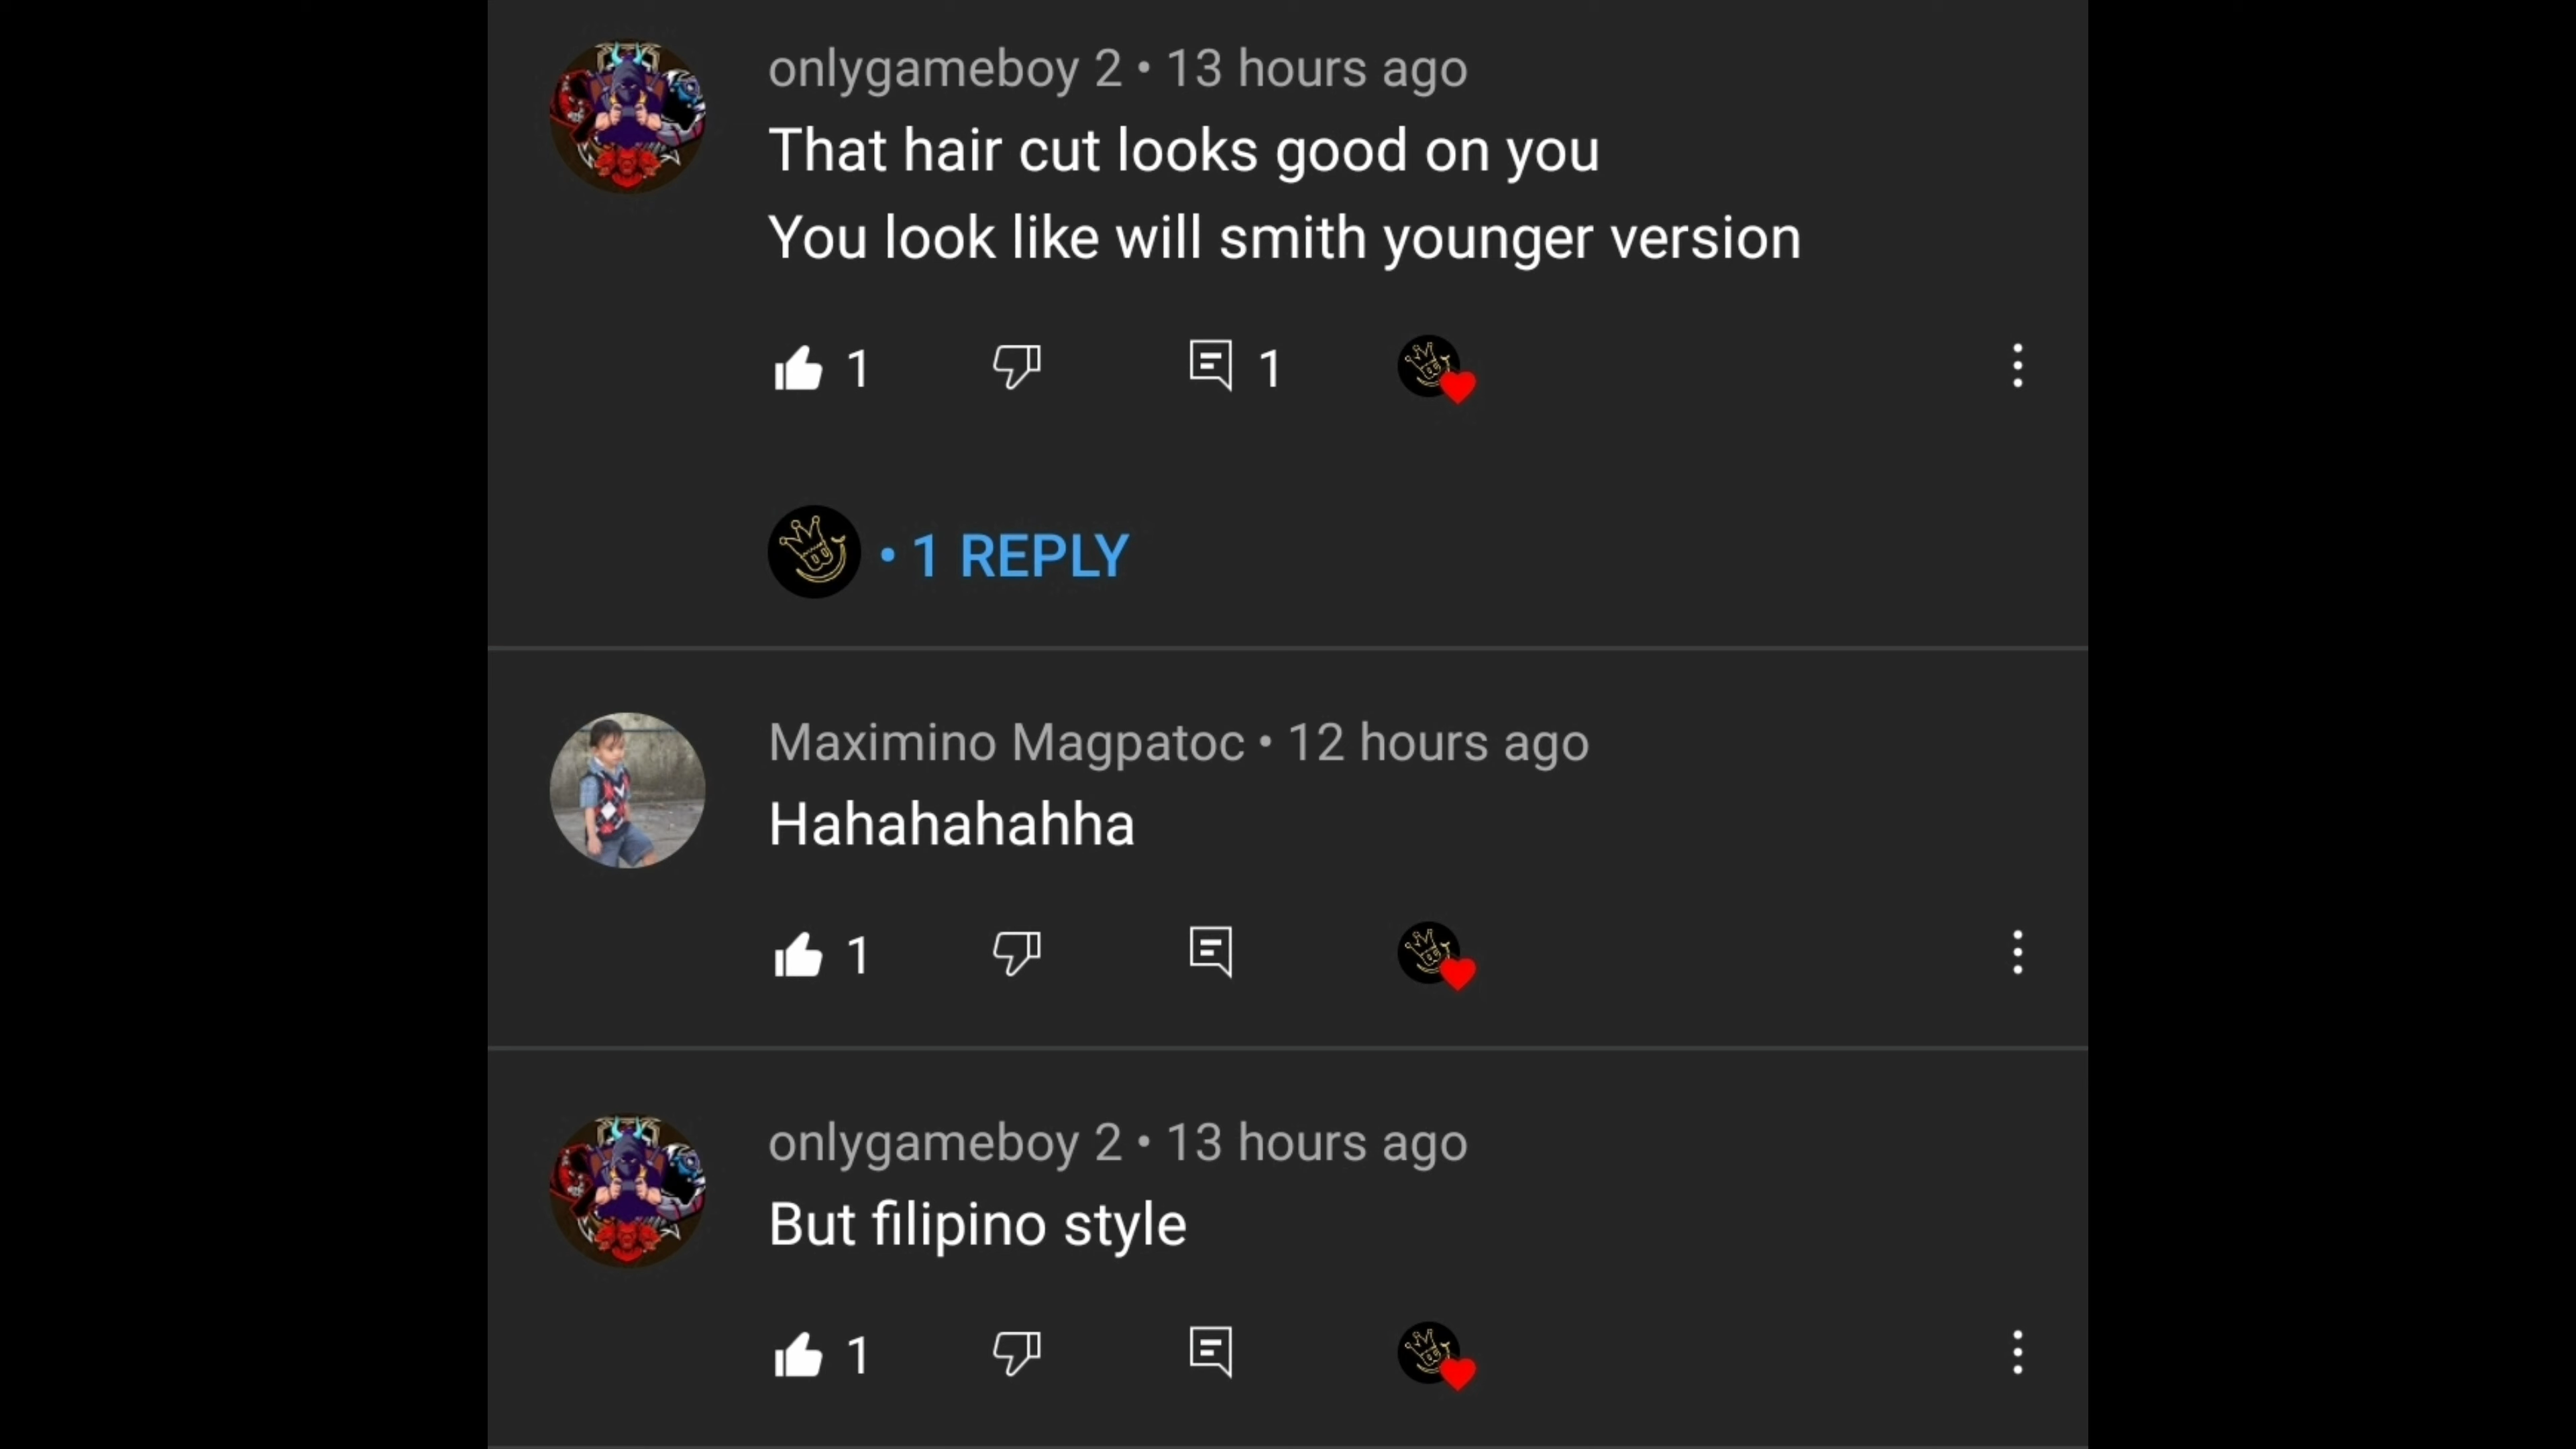 onlygameboy 2 • 13 hours ago
That hair cut looks good on you
You look like will smith younger version
1
1
• 1 REPLY
Maximino Magpatoc • 12 hours ago
Hahahahahha
1
onlygameboy 2 • 13 hours ago
But filipino style
1